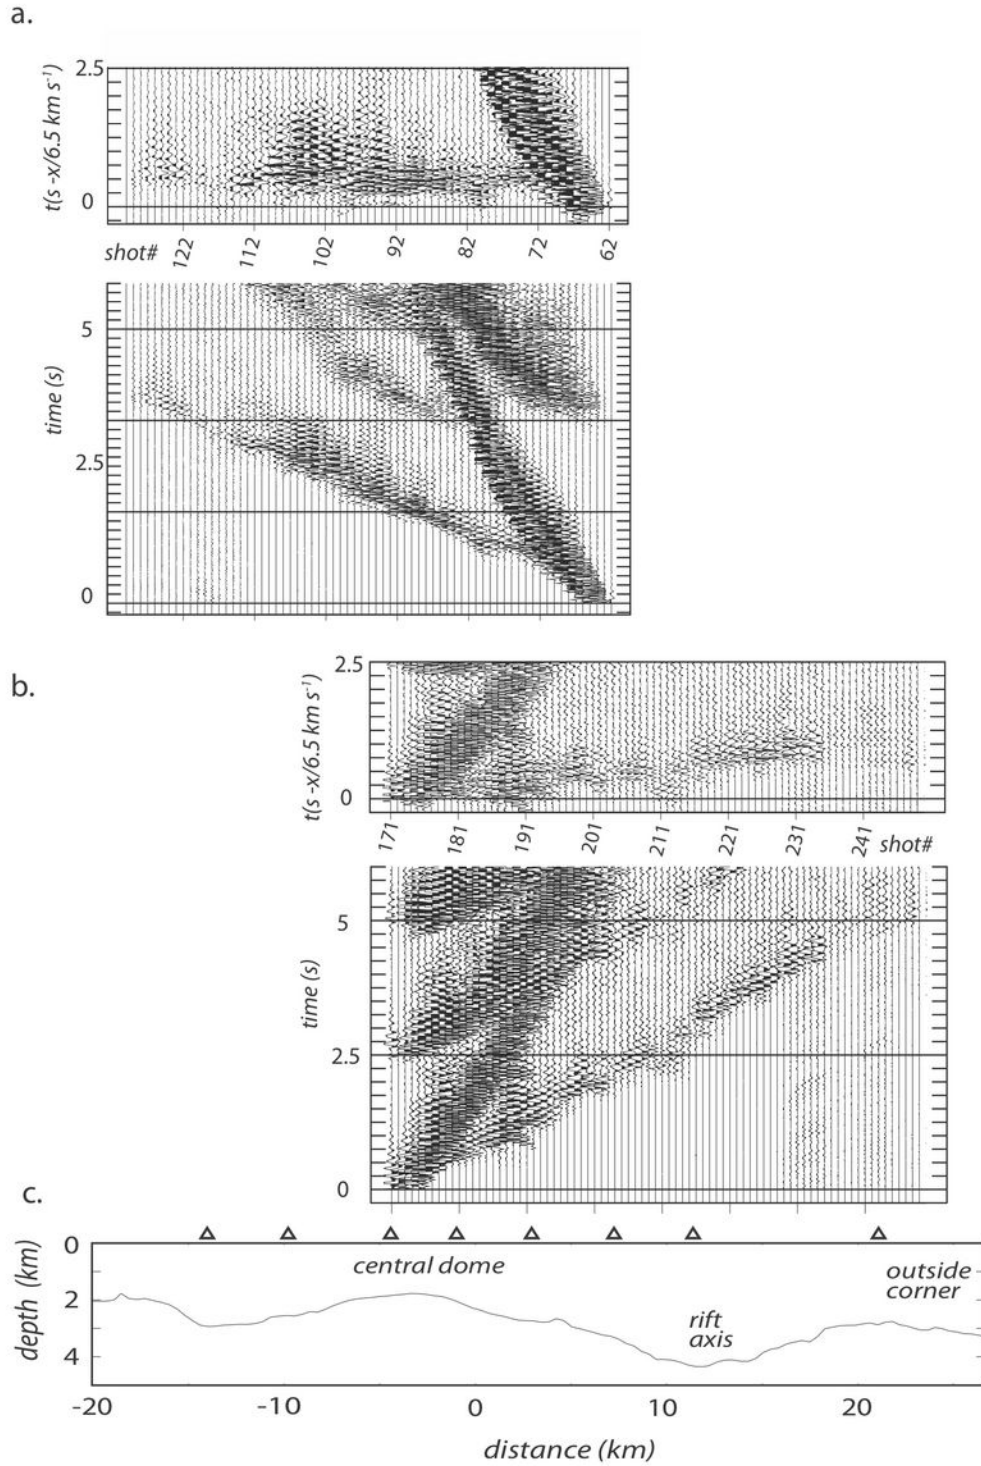 a.
2.5
t(s -x/6.5 km s⁻¹)
0
shot# 122 112 102 92 82 72 62
5
time (s)
2.5
0
b.
2.5
t(s -x/6.5 km s⁻¹)
0
171 181 191 201 211 221 231 241 shot#
5
time (s)
2.5
0
c.
0
central dome
outside
corner
depth (km)
2
rift
axis
4
-20 -10 0 10 20
distance (km)